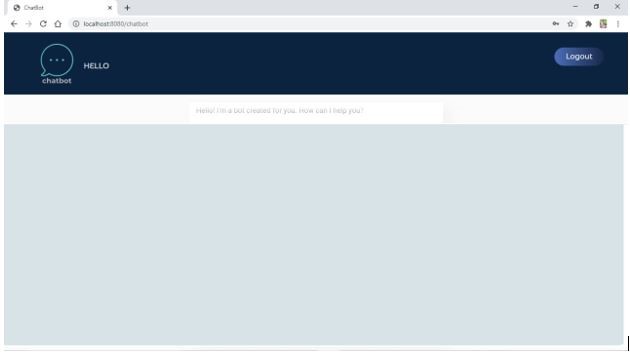 ChatBot
localhost:8080/chatbot
chatbot
HELLO
Logout
Hello! I'm a bot created for you. How can I help you?